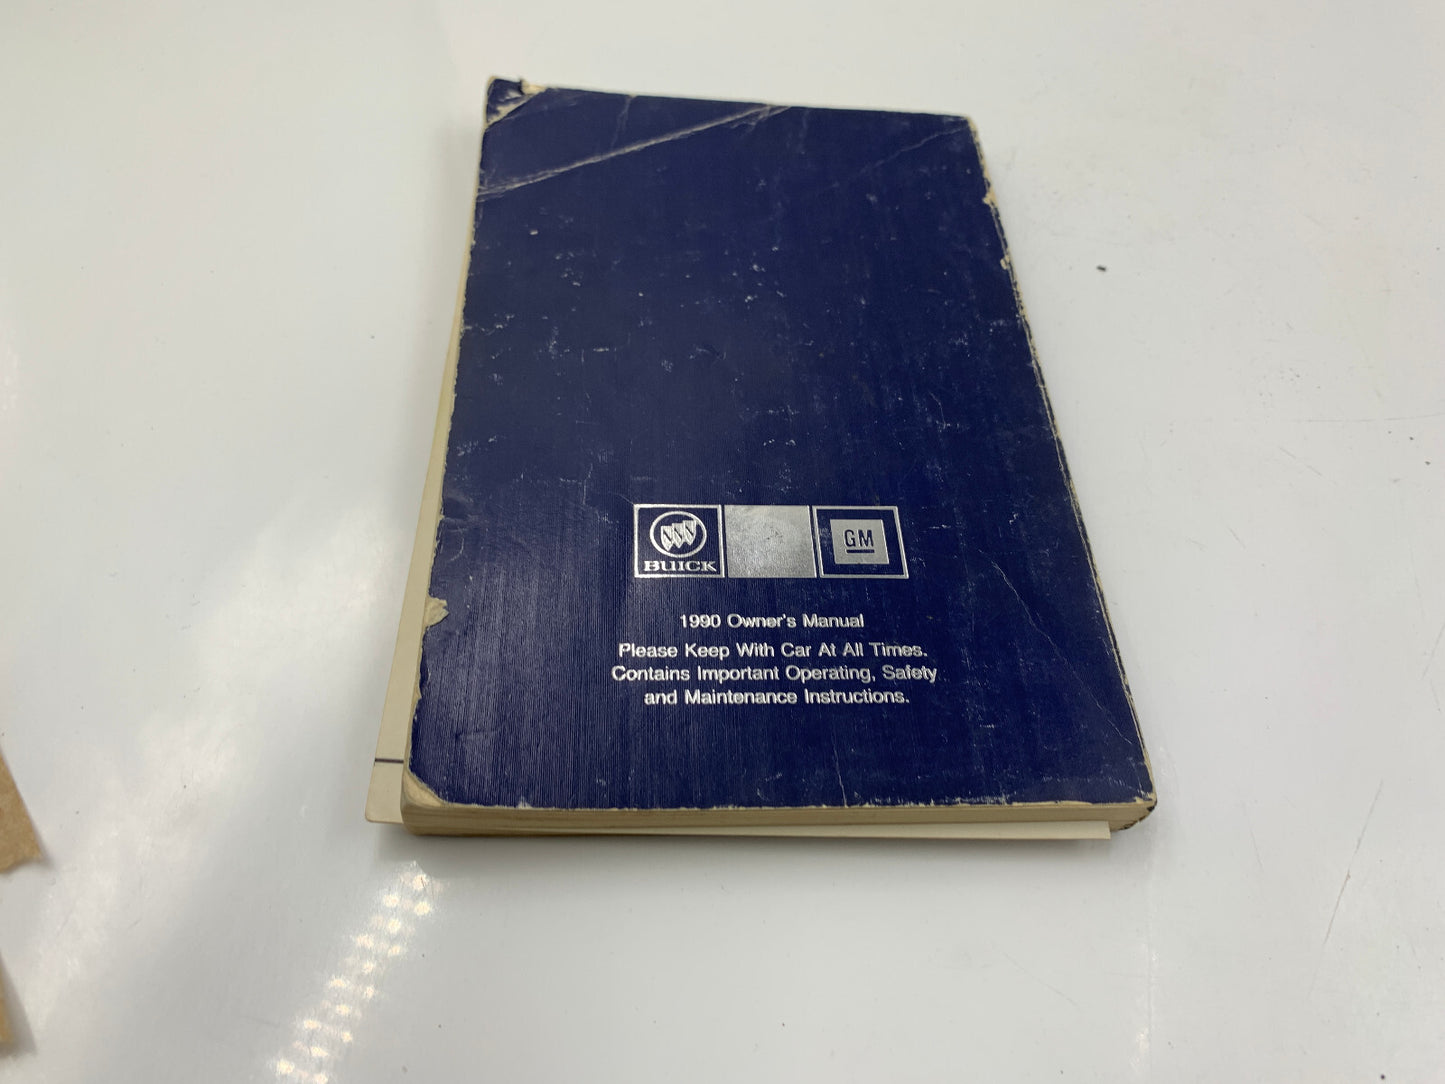 BUICK GM
1990 Owner's Manual
Please Keep With Car At All Times.
Contains Important Operating, Safety
and Maintenance Instructions.